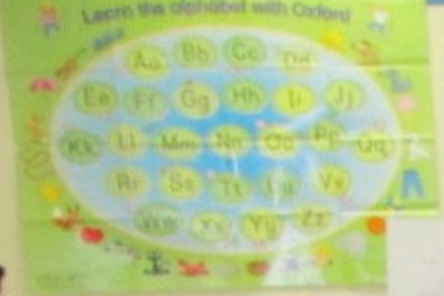 Learn the alphabet with Oxford
Aa Bb Cc Dd
Ee Ff Gg Hh Ii Jj
Kk Ll Mm Nn Oo Pp Qq
Rr Ss Tt Uu Vv
Ww Xx Yy Zz